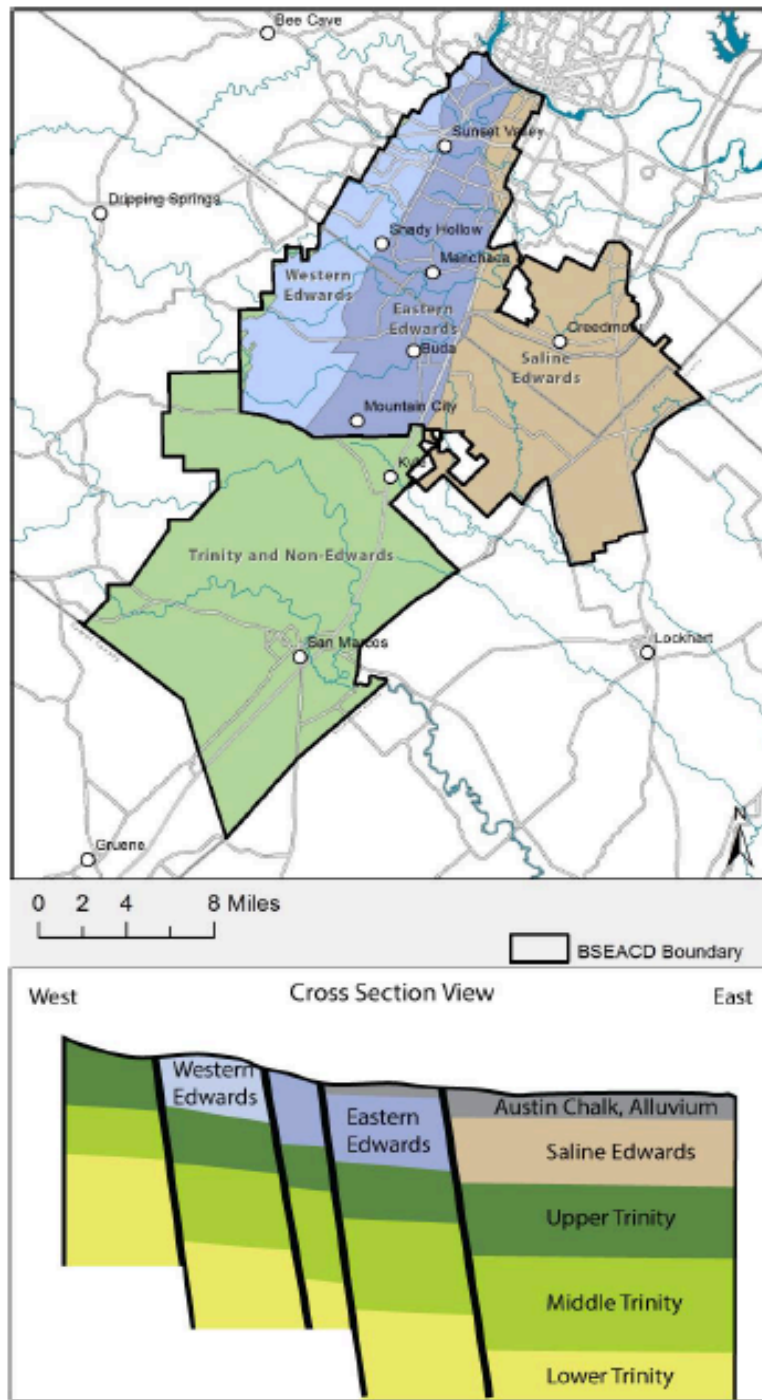 Bee Cave
Sunset Valley
Dripping Springs
Shady Hollow
Manchaca
Western
Edwards
Eastern
Edwards
Creedmoor
Buda
Saline
Edwards
Mountain City
Kyle
Trinity and Non-Edwards
San Marcos
Lockhart
Gruene
N
0 2 4 8 Miles
BSEACD Boundary
West Cross Section View East
Western
Edwards
Eastern
Edwards
Austin Chalk, Alluvium
Saline Edwards
Upper Trinity
Middle Trinity
Lower Trinity